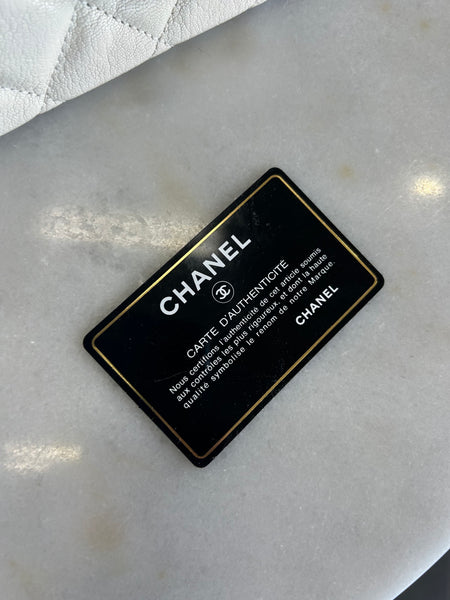 CHANEL
CARTE D'AUTHENTICITÉ
Nous certifions l'authenticité de cet article soumis
aux contrôles les plus rigoureux, et dont la haute
qualité symbolise le renom de notre Marque.
CHANEL